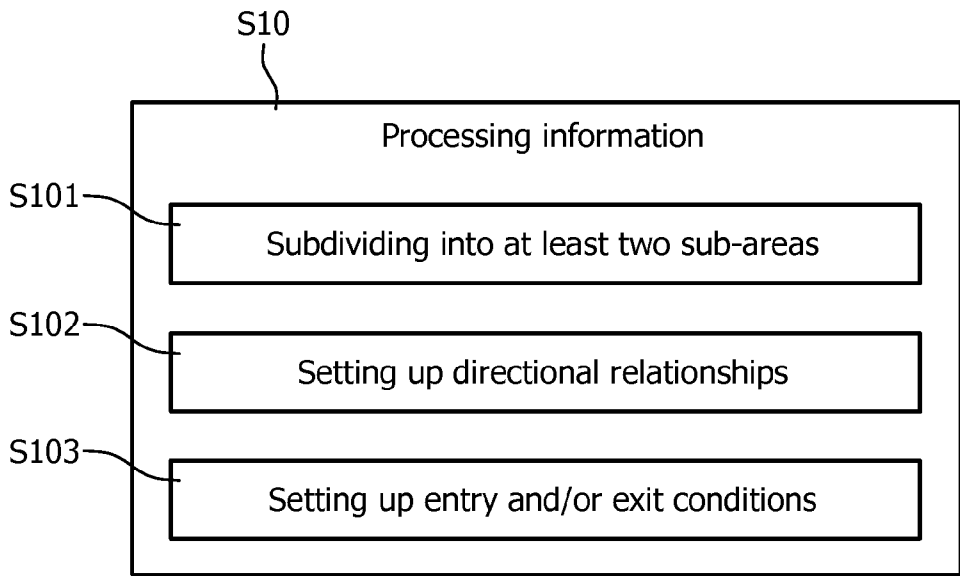 S10
Processing information
S101
Subdividing into at least two sub-areas
S102
Setting up directional relationships
S103
Setting up entry and/or exit conditions